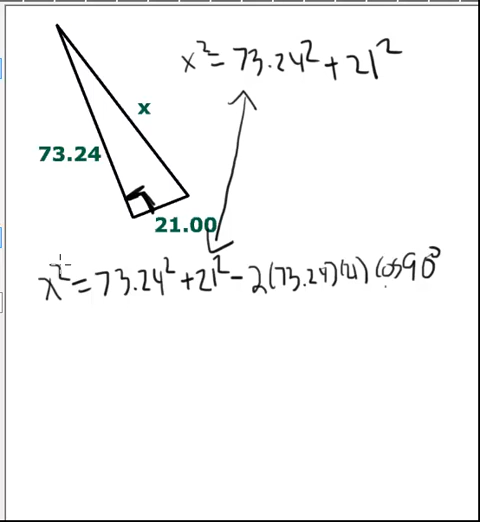 x² = 73.24² + 21²
x
73.24
21.00
x² = 73.24² + 21² - 2(73.24)(21) cos 90°